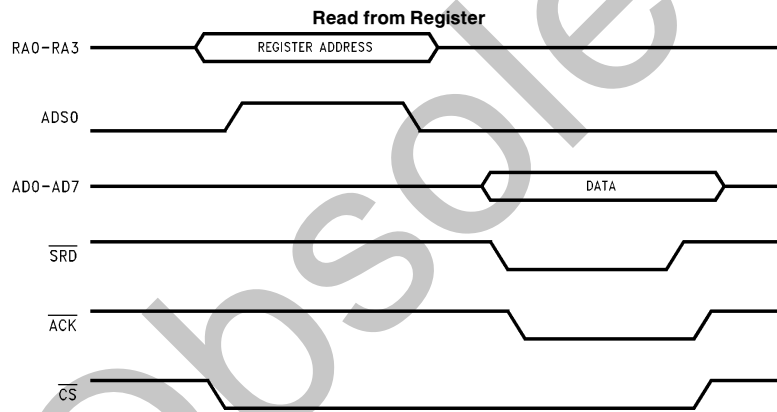 Read from Register
RA0-RA3
REGISTER ADDRESS
ADS0
AD0-AD7
DATA
SRD
ACK
CS
Obsolete